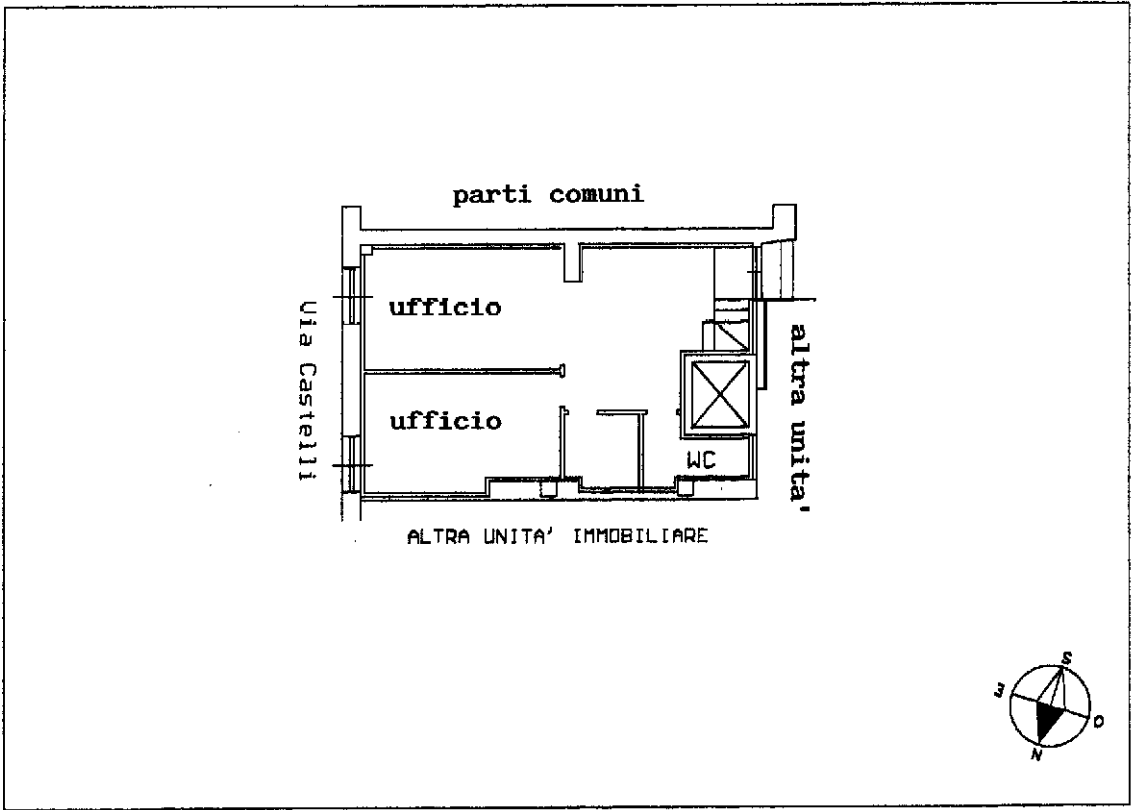 parti comuni
ufficio
Via Castelli
altra unita'
ufficio
WC
ALTRA UNITA' IMMOBILIARE
S
E
O
N